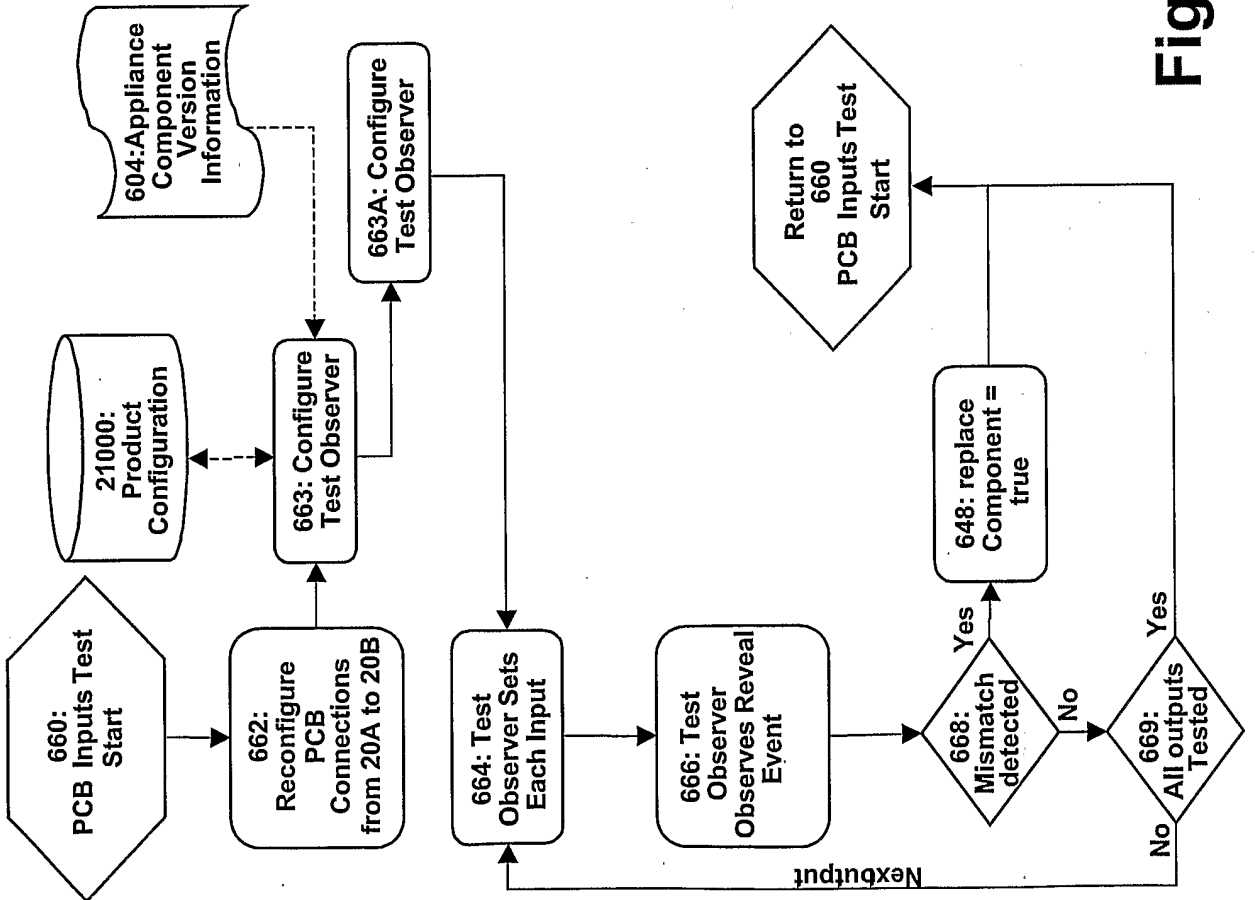 660:
PCB Inputs Test
Start
662:
Reconfigure
PCB
Connections
from 20A to 20B
21000:
Product
Configuration
604:Appliance
Component
Version
Information
663: Configure
Test Observer
663A: Configure
Test Observer
664: Test
Observer Sets
Each Input
666: Test
Observer
Observes Reveal
Event
668:
Mismatch
detected
Yes
No
648: replace
Component =
true
669:
All outputs
Tested
Yes
No
Nexbutput
Return to
660
PCB Inputs Test
Start
Fig